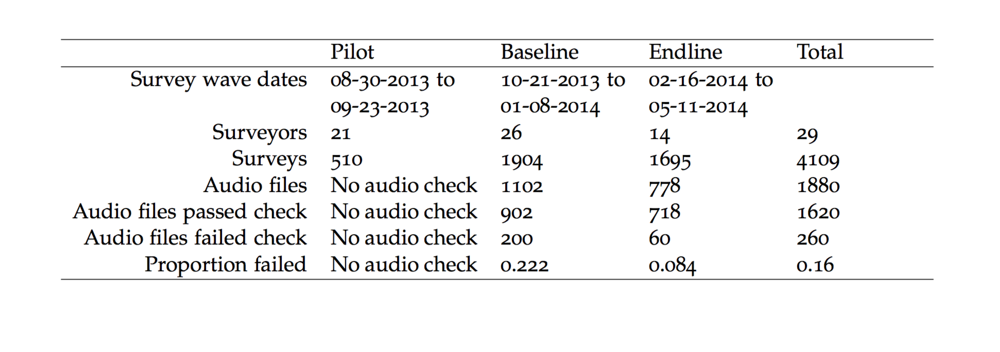 Pilot Baseline Endline Total
Survey wave dates 08-30-2013 to 10-21-2013 to 02-16-2014 to
09-23-2013 01-08-2014 05-11-2014
Surveyors 21 26 14 29
Surveys 510 1904 1695 4109
Audio files No audio check 1102 778 1880
Audio files passed check No audio check 902 718 1620
Audio files failed check No audio check 200 60 260
Proportion failed No audio check 0.222 0.084 0.16